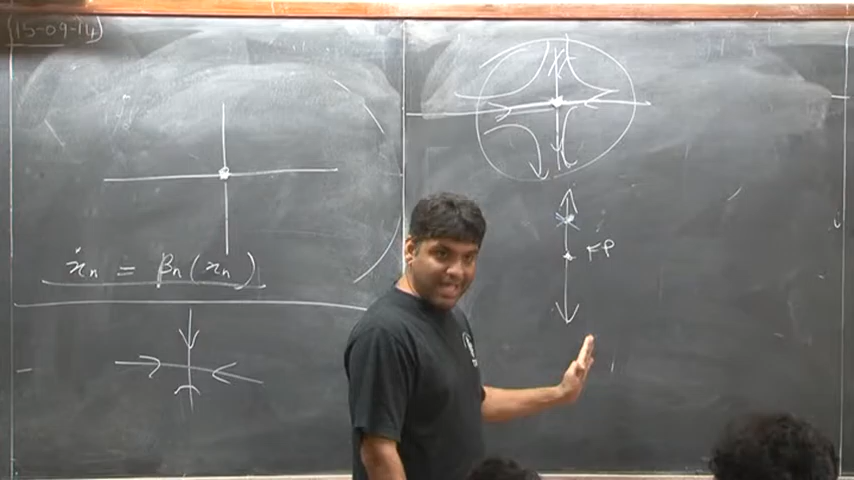 (15-09-14)
ẋₙ = βₙ(xₙ)
FP